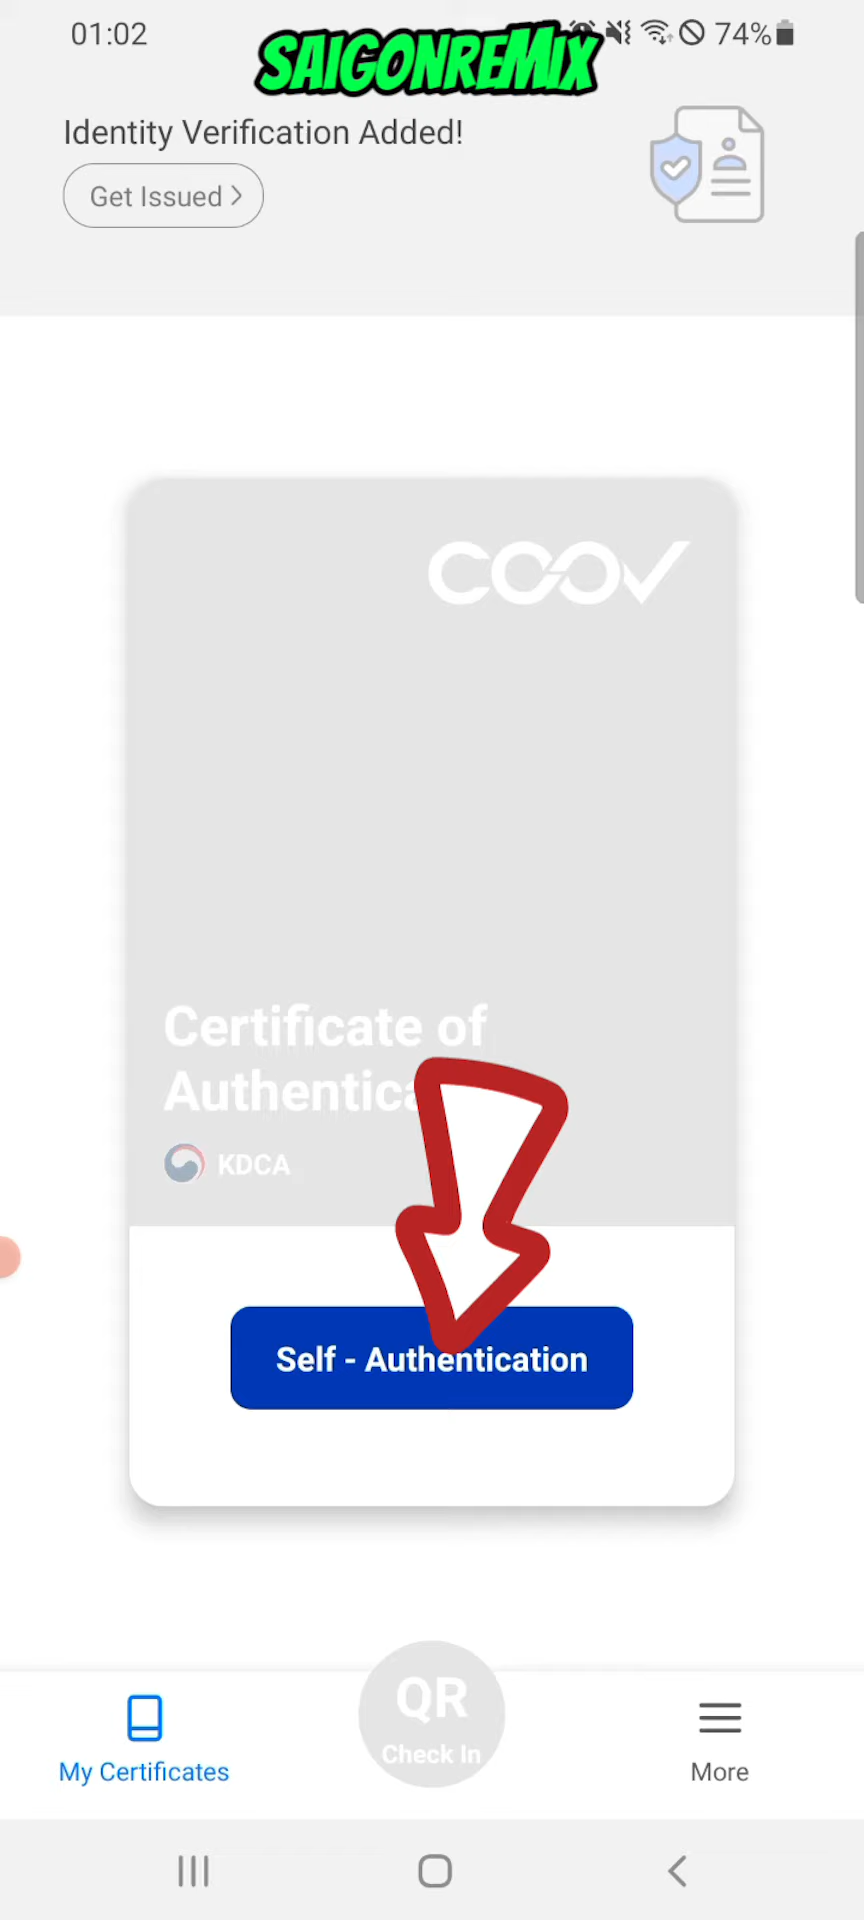 01:02
74%
SAIGONREMIX
Identity Verification Added!
Get Issued >
COOV
Certificate of
Authentica
KDCA
Self - Authentication
QR
Check In
My Certificates
More